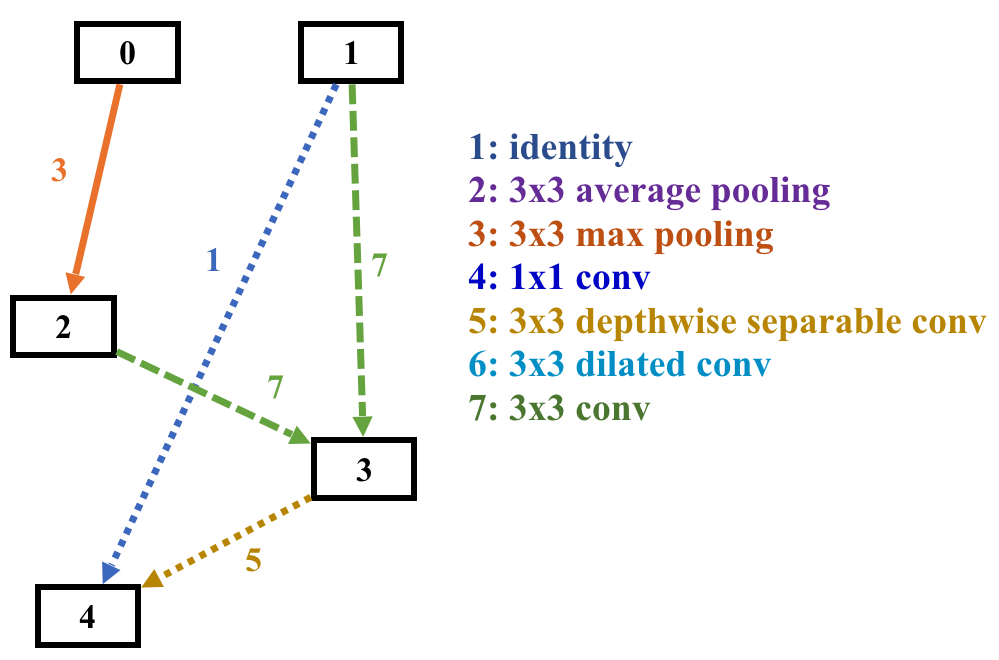 0
1
3
1
7
2
7
3
5
4
1: identity
2: 3x3 average pooling
3: 3x3 max pooling
4: 1x1 conv
5: 3x3 depthwise separable conv
6: 3x3 dilated conv
7: 3x3 conv